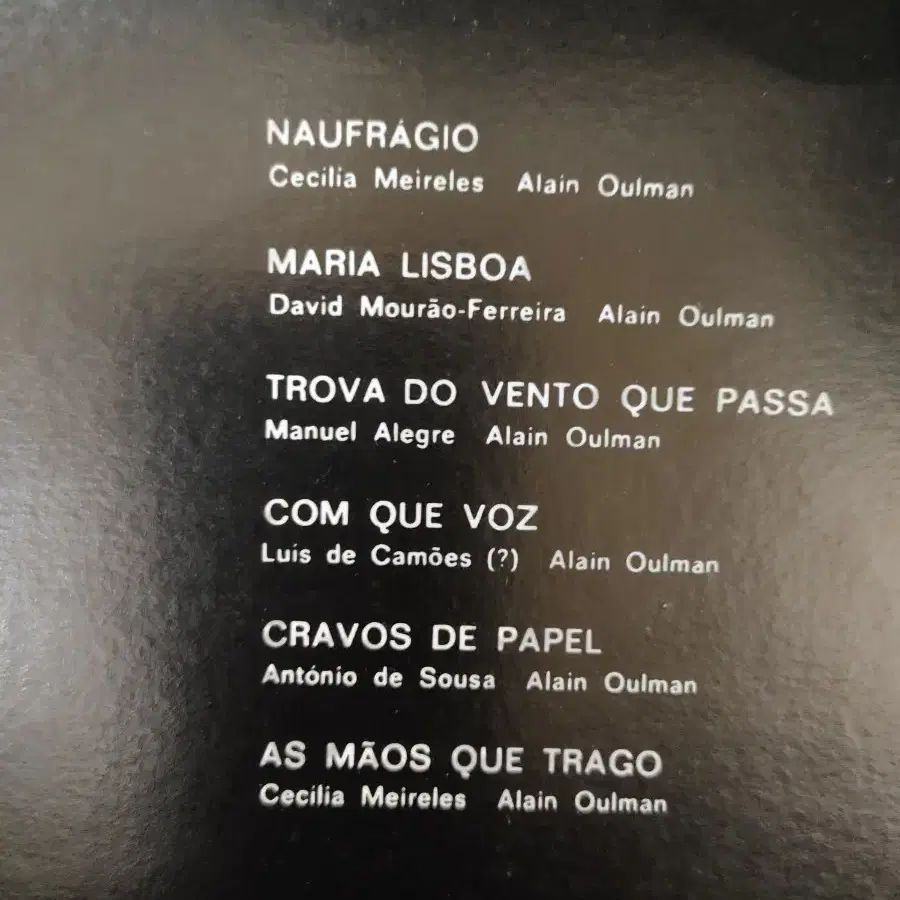 NAUFRÁGIO
Cecilia Meireles Alain Oulman
MARIA LISBOA
David Mourão-Ferreira Alain Oulman
TROVA DO VENTO QUE PASSA
Manuel Alegre Alain Oulman
COM QUE VOZ
Luís de Camões (?) Alain Oulman
CRAVOS DE PAPEL
António de Sousa Alain Oulman
AS MÃOS QUE TRAGO
Cecília Meireles Alain Oulman